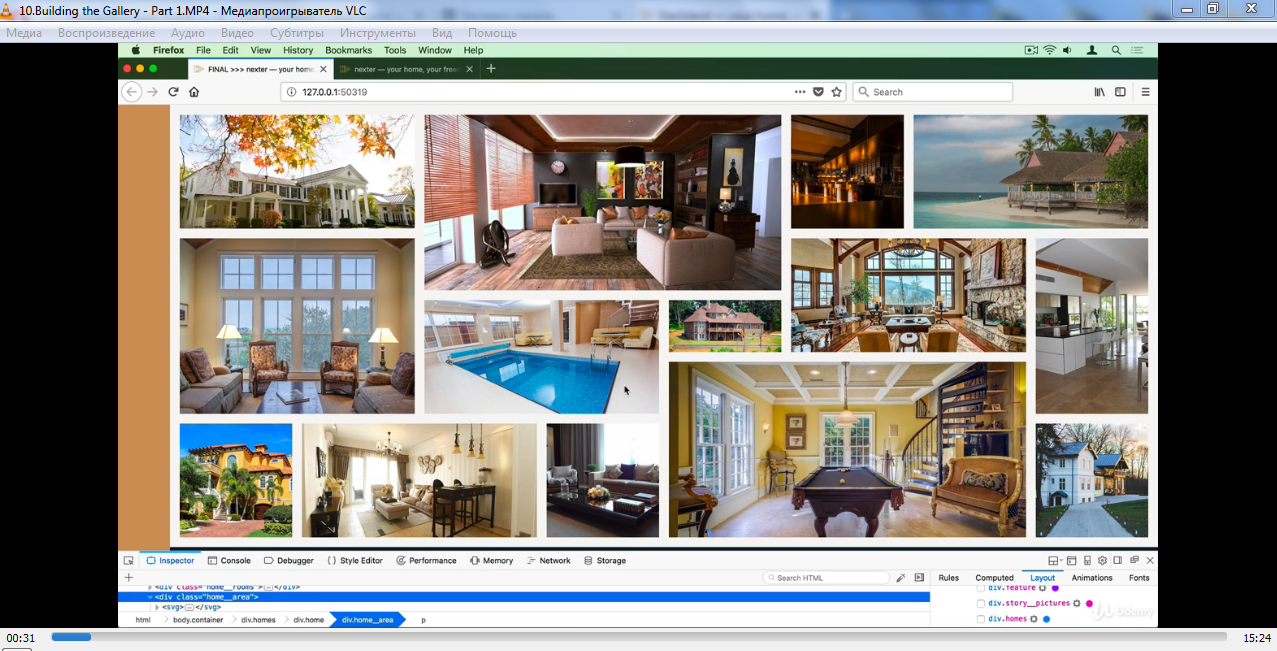 10.Building the Gallery - Part 1.MP4 - Медиапроигрыватель VLC
Медиа Воспроизведение Аудио Видео Субтитры Инструменты Вид Помощь
Firefox File Edit View History Bookmarks Tools Window Help
FINAL >>> nexter — your home nexter — your home, your free
127.0.0.1:50319 Search
Inspector Console Debugger Style Editor Performance Memory Network Storage
Search HTML Rules Computed Layout Animations Fonts
<div class="home__rooms">…</div> div.feature
<div class="home__area"> div.story__pictures
<svg>…</svg> Udemy
html body.container div.homes div.home div.home__area p div.homes
00:31 15:24